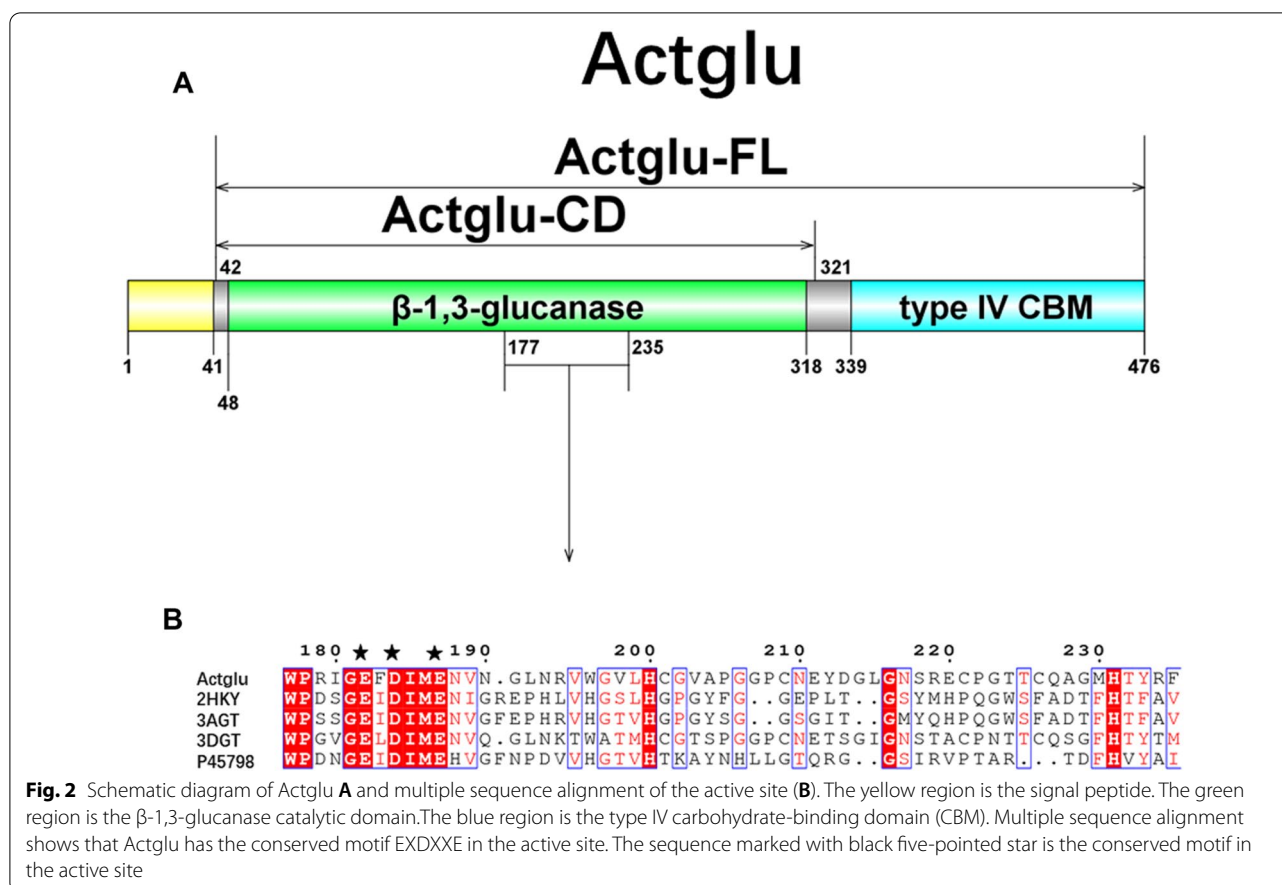 Actglu
A
Actglu-FL
Actglu-CD
42 321
β-1,3-glucanase type IV CBM
177 235
1 41 318 339 476
48
B
180 190 200 210 220 230
Actglu WPRIGEFDIMENVN.GLNRVWGVLHCGVAPGGPCNEYDGLGNSRECPGTTCQAGMHTYRF
2HKY WPDSGEIDIMENIGREPHLVHGSLHGPGYFG..GEPLT..GSYMHPQGWSFADTFHTFAV
3AGT WPSSGEIDIMENVGFEPHRVHGTVHGPGYSG..GSGIT..GMYQHPQGWSFADTFHTFAV
3DGT WPGVGELDIMENVQ.GLNKTWATMHCGTSPGGPCNETSGIGNSTACPNTTCQSGFHTYTM
P45798 WPDNGEIDIMEHVGFNPDVVHGTVHTKAYNHLLGTQRG..GSIRVPTAR...TDFHVYAI
Fig. 2 Schematic diagram of Actglu A and multiple sequence alignment of the active site (B). The yellow region is the signal peptide. The green
region is the β-1,3-glucanase catalytic domain.The blue region is the type IV carbohydrate-binding domain (CBM). Multiple sequence alignment
shows that Actglu has the conserved motif EXDXXE in the active site. The sequence marked with black five-pointed star is the conserved motif in
the active site